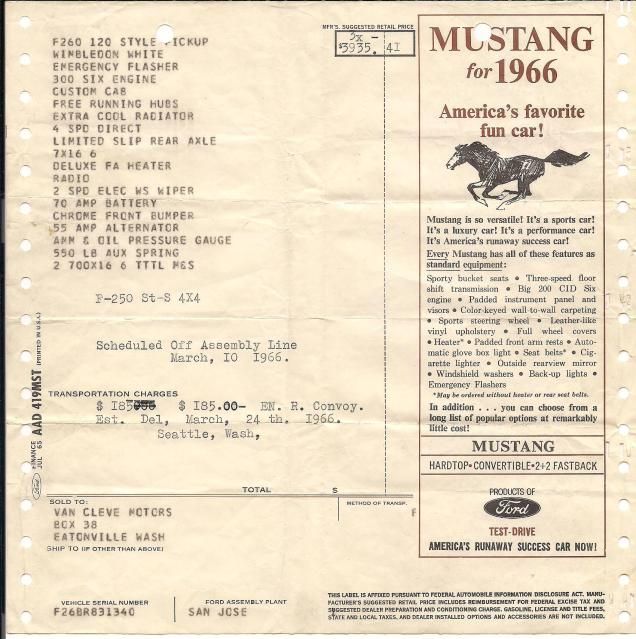 MFR'S. SUGGESTED RETAIL PRICE
3x -
$3935. 41
F260 120 STYLE PICKUP
WIMBLEDON WHITE
EMERGENCY FLASHER
300 SIX ENGINE
CUSTOM CAB
FREE RUNNING HUBS
EXTRA COOL RADIATOR
4 SPD DIRECT
LIMITED SLIP REAR AXLE
7X16 6
DELUXE FA HEATER
RADIO
2 SPD ELEC WS WIPER
70 AMP BATTERY
CHROME FRONT BUMPER
55 AMP ALTERNATOR
AMM & OIL PRESSURE GAUGE
550 LB AUX SPRING
2 700X16 6 TTTL M&S
F-250 St-S 4X4
Scheduled Off Assembly Line
March, IO I966.
TRANSPORTATION CHARGES
$ I85 $ I85.00- EN. R. Convoy.
Est. Del, March, 24 th. I966.
Seattle, Wash,
TOTAL $
SOLD TO:
METHOD OF TRANSP.
VAN CLEVE MOTORS
BOX 38
EATONVILLE WASH
SHIP TO (IF OTHER THAN ABOVE)
VEHICLE SERIAL NUMBER
F26BR831340
FORD ASSEMBLY PLANT
SAN JOSE
FINANCE
JUL 65
AAD 419MST (PRINTED IN U.S.A.)
Ford
MUSTANG
for 1966
America's favorite
fun car!
Mustang is so versatile! It's a sports car!
It's a luxury car! It's a performance car!
It's America's runaway success car!
Every Mustang has all of these features as
standard equipment:
Sporty bucket seats • Three-speed floor
shift transmission • Big 200 CID Six
engine • Padded instrument panel and
visors • Color-keyed wall-to-wall carpeting
• Sports steering wheel • Leather-like
vinyl upholstery • Full wheel covers
• Heater* • Padded front arm rests • Auto-
matic glove box light • Seat belts* • Cig-
arette lighter • Outside rearview mirror
• Windshield washers • Back-up lights •
Emergency Flashers
*May be ordered without heater or rear seat belts.
In addition . . . you can choose from a
long list of popular options at remarkably
little cost!
MUSTANG
HARDTOP•CONVERTIBLE•2+2 FASTBACK
PRODUCTS OF
Ford
TEST-DRIVE
AMERICA'S RUNAWAY SUCCESS CAR NOW!
THIS LABEL IS AFFIXED PURSUANT TO FEDERAL AUTOMOBILE INFORMATION DISCLOSURE ACT. MANU-
FACTURER'S SUGGESTED RETAIL PRICE INCLUDES REIMBURSEMENT FOR FEDERAL EXCISE TAX AND
SUGGESTED DEALER PREPARATION AND CONDITIONING CHARGE. GASOLINE, LICENSE AND TITLE FEES,
STATE AND LOCAL TAXES, AND DEALER INSTALLED OPTIONS AND ACCESSORIES ARE NOT INCLUDED.